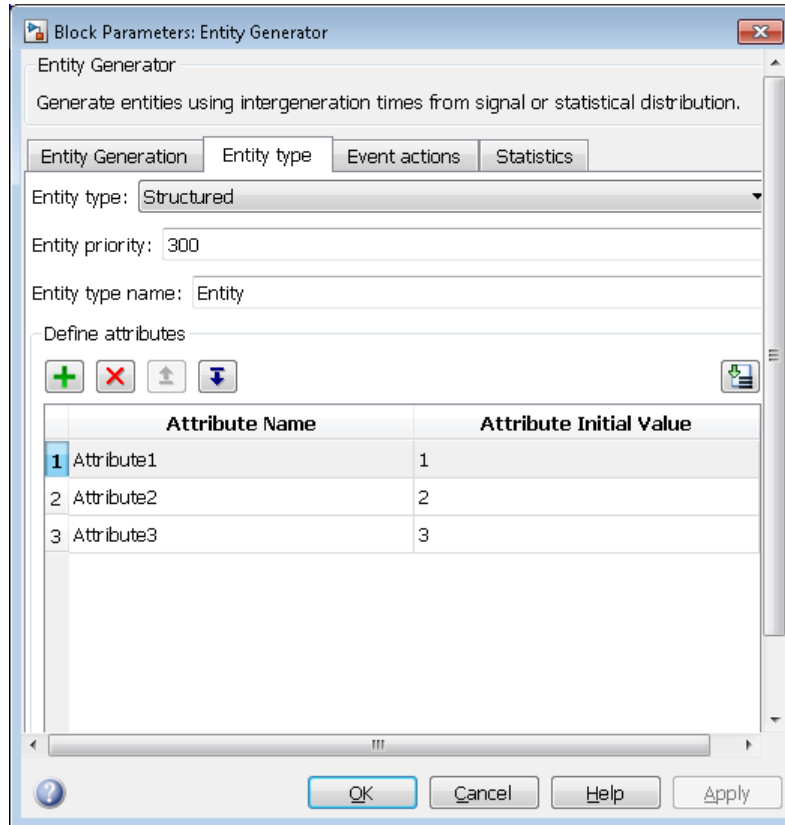 Block Parameters: Entity Generator
Entity Generator
Generate entities using intergeneration times from signal or statistical distribution.
Entity Generation Entity type Event actions Statistics
Entity type: Structured
Entity priority: 300
Entity type name: Entity
Define attributes
Attribute Name Attribute Initial Value
1 Attribute1 1
2 Attribute2 2
3 Attribute3 3
OK Cancel Help Apply